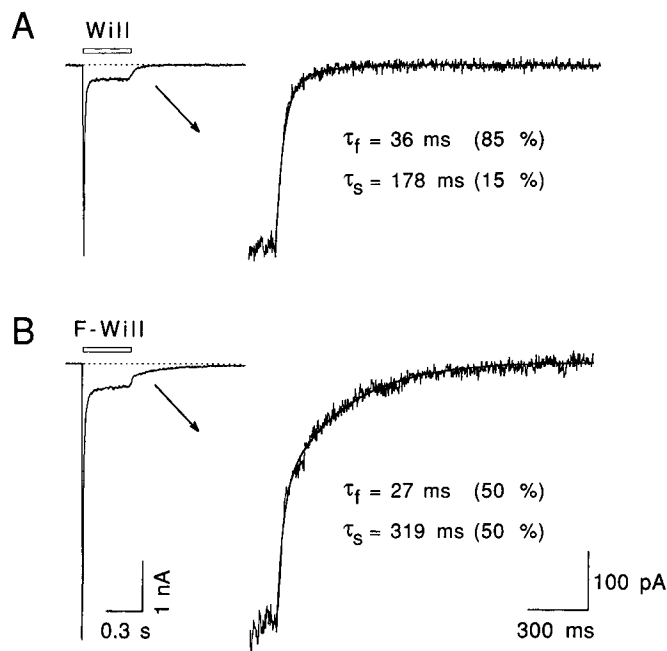 A
Will
τf = 36 ms (85 %)
τs = 178 ms (15 %)
B
F-Will
τf = 27 ms (50 %)
τs = 319 ms (50 %)
1 nA
0.3 s
100 pA
300 ms